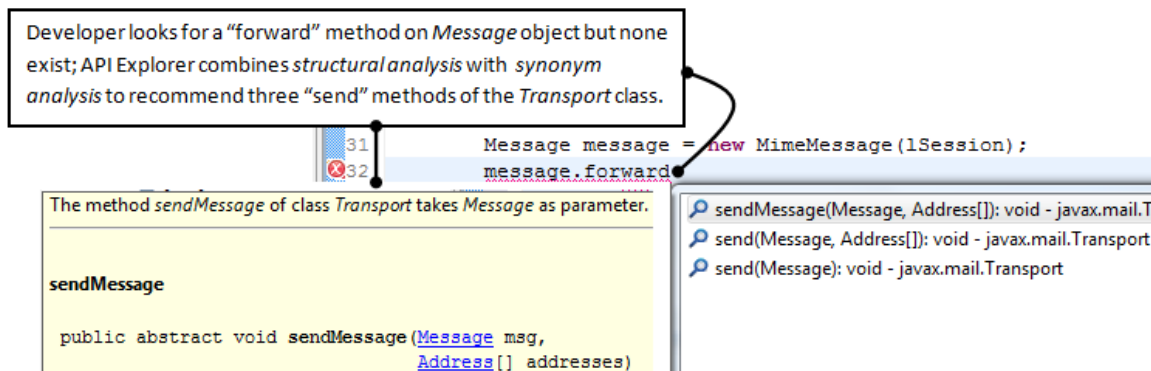 Developer looks for a “forward” method on Message object but none
exist; API Explorer combines structural analysis with synonym
analysis to recommend three “send” methods of the Transport class.
31 Message message = new MimeMessage(lSession);
32 message.forward
The method sendMessage of class Transport takes Message as parameter.
sendMessage
public abstract void sendMessage(Message msg,
Address[] addresses)
sendMessage(Message, Address[]): void - javax.mail.T
send(Message, Address[]): void - javax.mail.Transport
send(Message): void - javax.mail.Transport